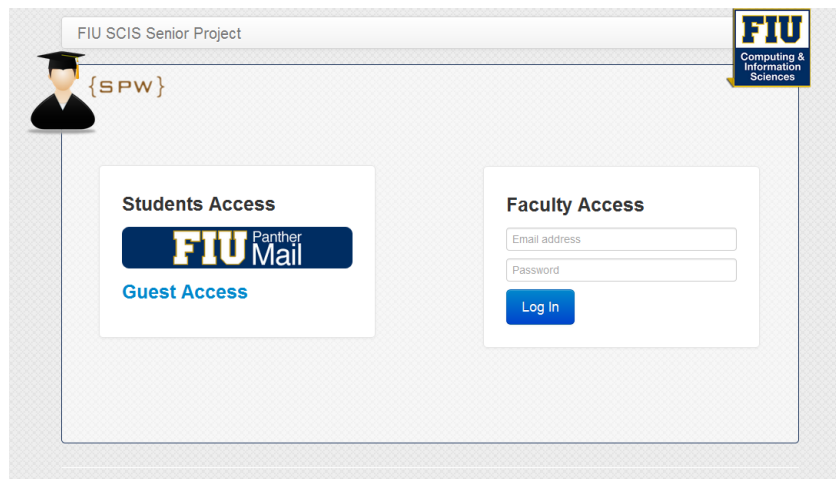 FIU SCIS Senior Project
FIU
Computing &
Information
Sciences
{SPW}
Students Access
FIU Panther
Mail
Guest Access
Faculty Access
Email address
Password
Log In